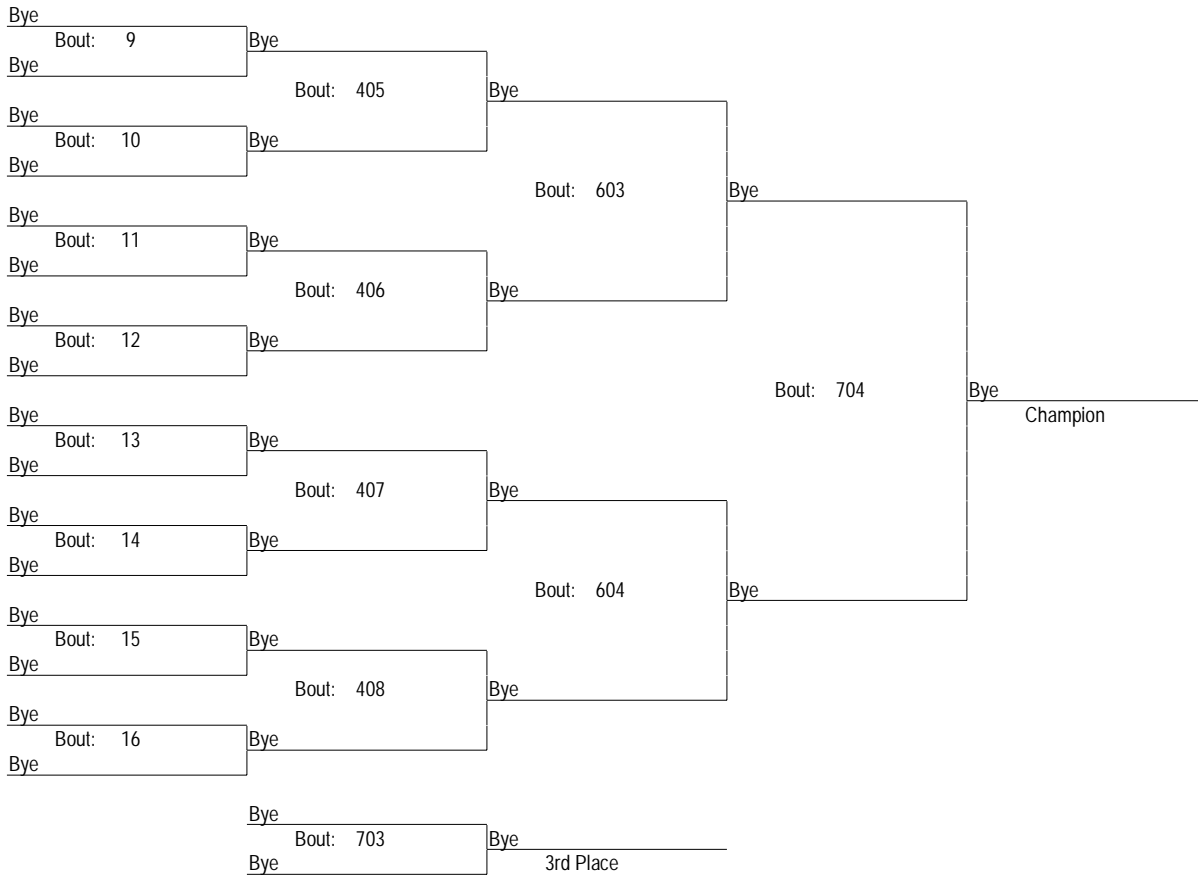 Bye
Bout: 9 Bye
Bye
Bout: 405 Bye
Bye
Bout: 10 Bye
Bye
Bout: 603 Bye
Bye
Bout: 11 Bye
Bye
Bout: 406 Bye
Bye
Bout: 12 Bye
Bye
Bout: 704 Bye
Champion
Bye
Bout: 13 Bye
Bye
Bout: 407 Bye
Bye
Bout: 14 Bye
Bye
Bout: 604 Bye
Bye
Bout: 15 Bye
Bye
Bout: 408 Bye
Bye
Bout: 16 Bye
Bye
Bye
Bout: 703 Bye
Bye 3rd Place